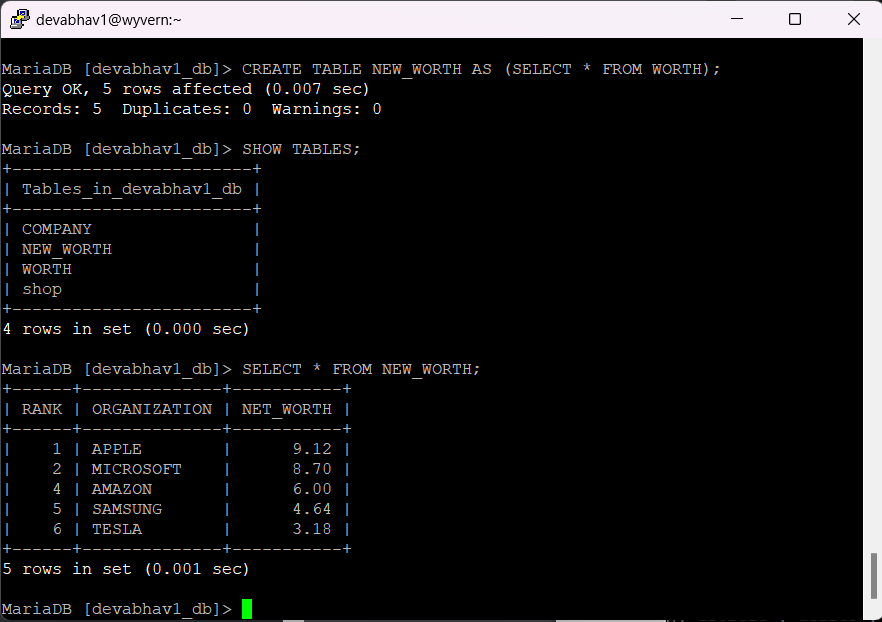 devabhav1@wyvern:~
MariaDB [devabhav1_db]> CREATE TABLE NEW_WORTH AS (SELECT * FROM WORTH);
Query OK, 5 rows affected (0.007 sec)
Records: 5  Duplicates: 0  Warnings: 0
MariaDB [devabhav1_db]> SHOW TABLES;
+------------------------+
| Tables_in_devabhav1_db |
+------------------------+
| COMPANY                |
| NEW_WORTH              |
| WORTH                  |
| shop                   |
+------------------------+
4 rows in set (0.000 sec)
MariaDB [devabhav1_db]> SELECT * FROM NEW_WORTH;
+------+--------------+-----------+
| RANK | ORGANIZATION | NET_WORTH |
+------+--------------+-----------+
|    1 | APPLE        |      9.12 |
|    2 | MICROSOFT    |      8.70 |
|    4 | AMAZON       |      6.00 |
|    5 | SAMSUNG      |      4.64 |
|    6 | TESLA        |      3.18 |
+------+--------------+-----------+
5 rows in set (0.001 sec)
MariaDB [devabhav1_db]>